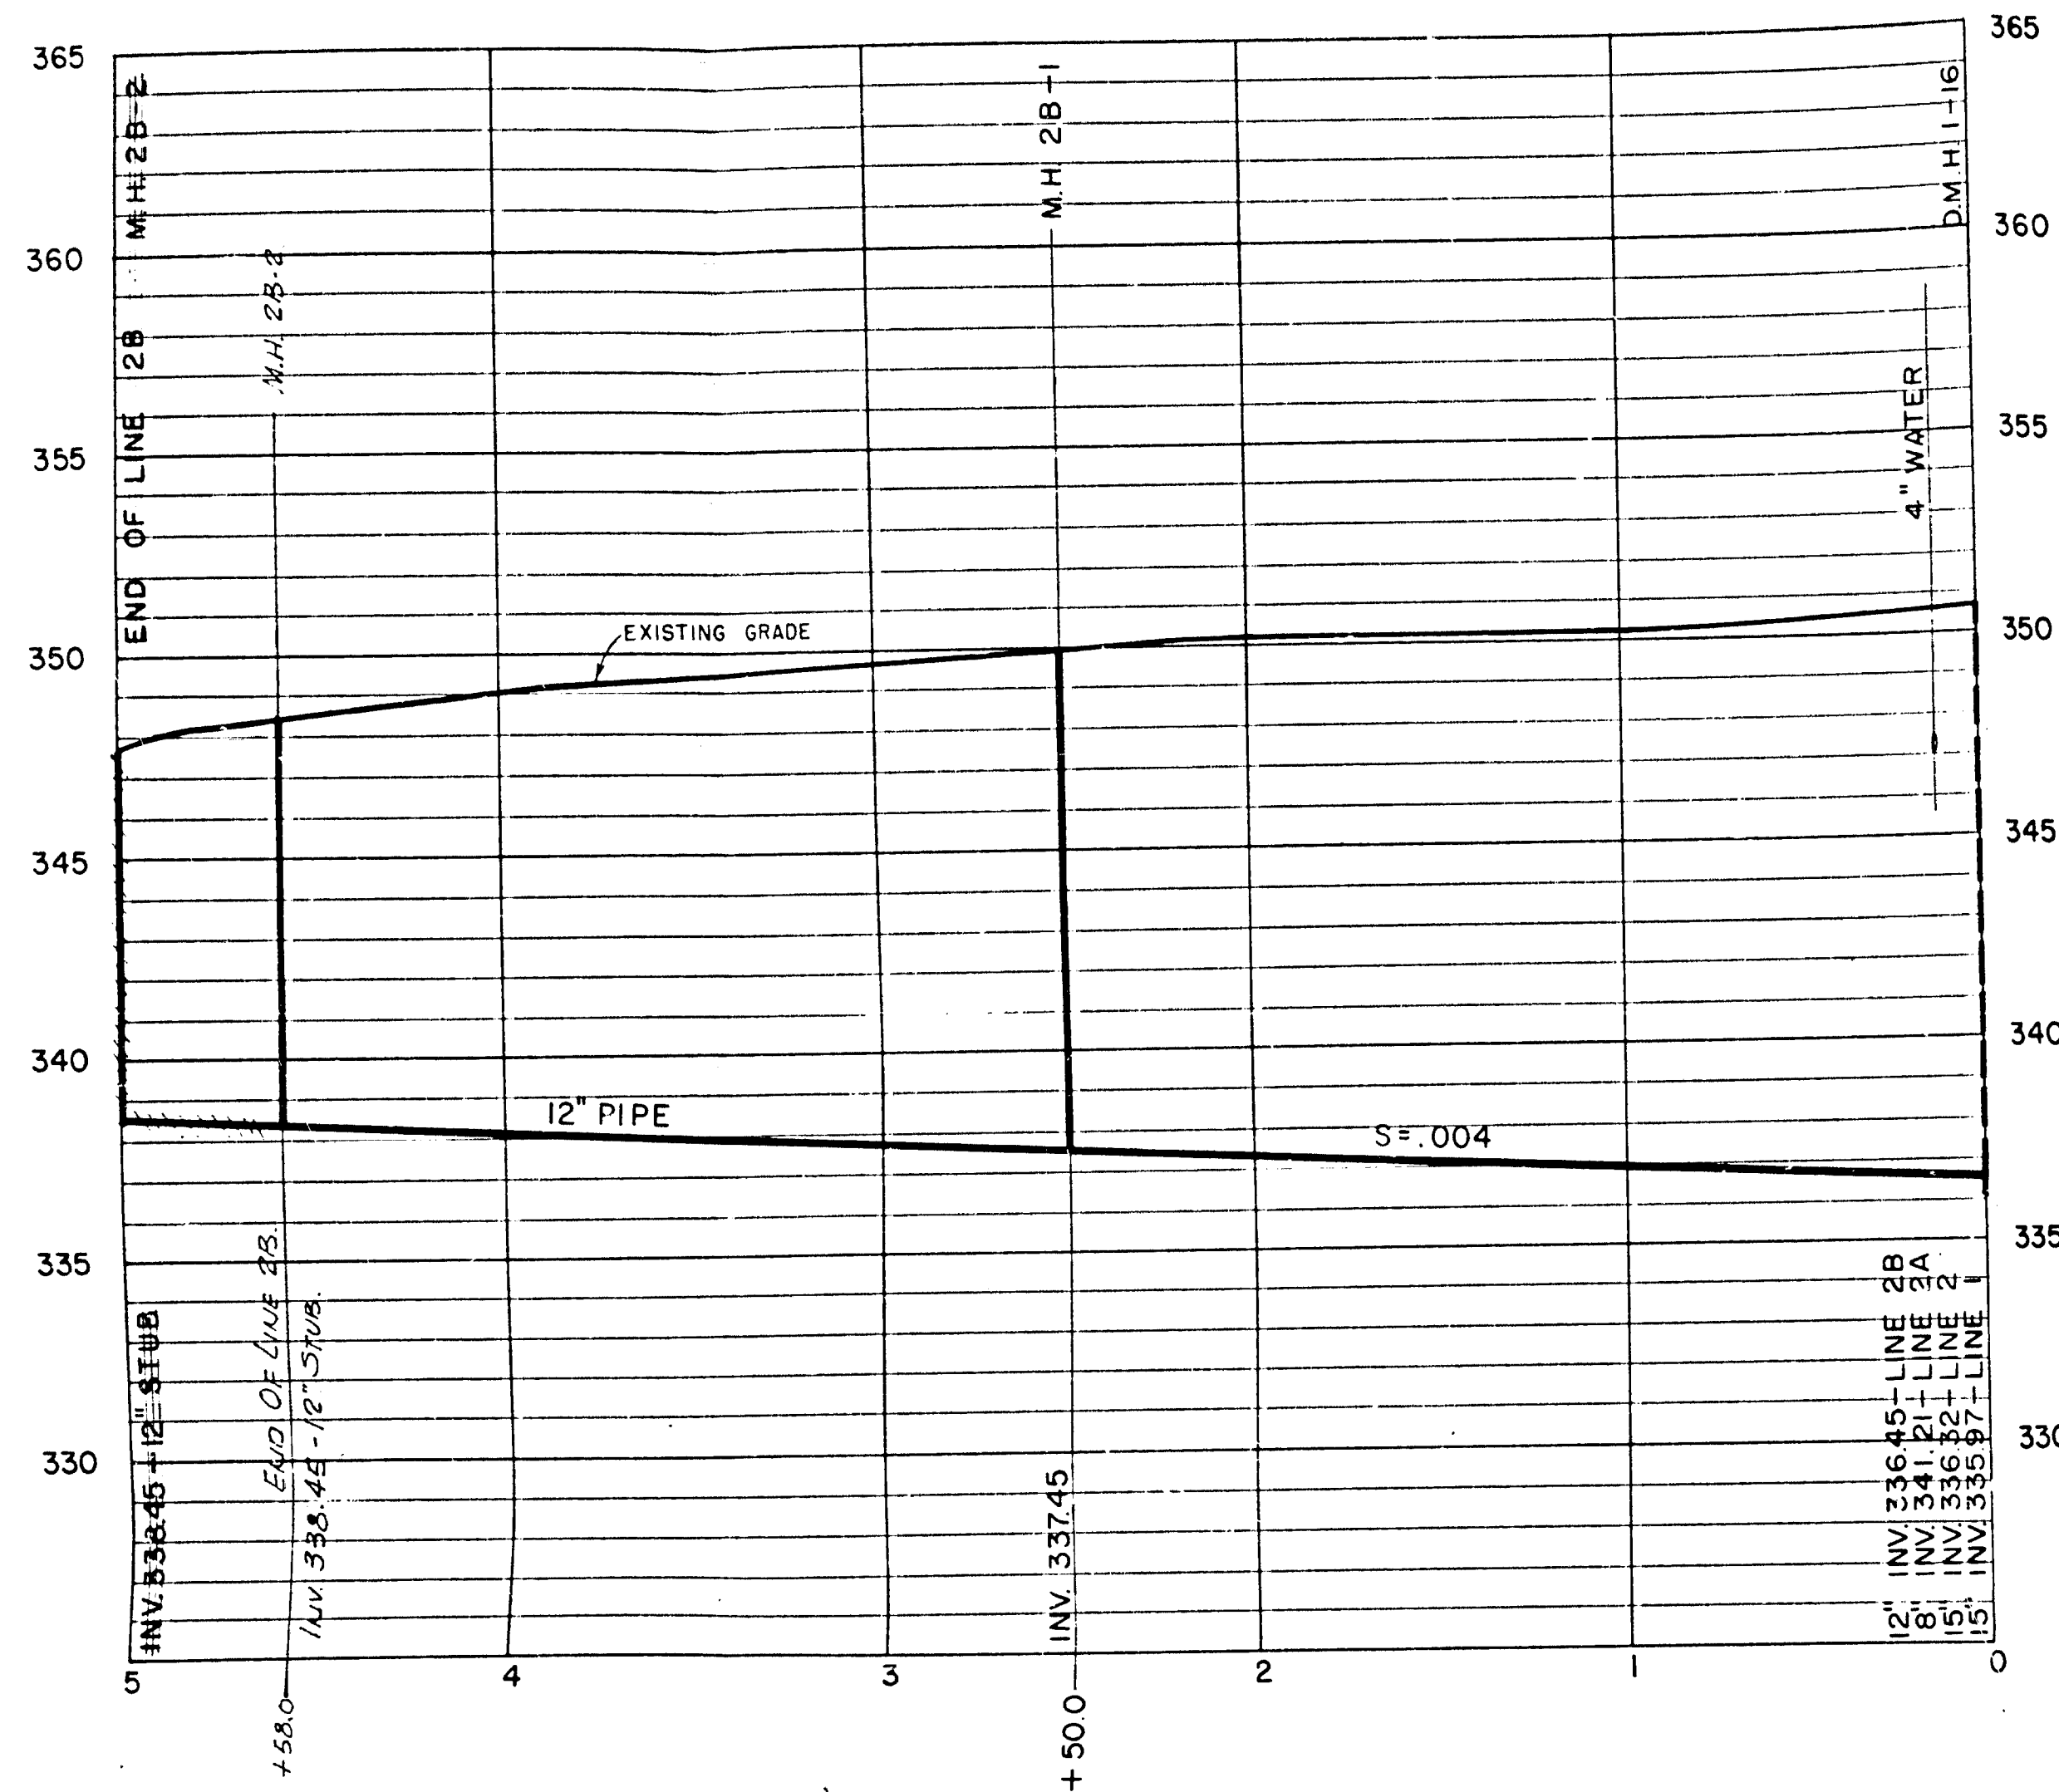 365
360
355
350
345
340
335
330
END OF LINE 2B M.H. 2B-2
M.H. 2B-2
M.H. 2B-1
D.M.H. 1-16
365
360
355
350
345
340
335
330
4" WATER
EXISTING GRADE
12" PIPE
S=.004
INV. 338.45-12" STUB
END OF LINE 2B.
INV. 338.45-12" STUB.
INV. 337.45
12" INV. 336.45-LINE 2B
8" INV. 341.21-LINE 2A
15" INV. 336.32-LINE 2
15" INV. 335.97-LINE 1
5 4 3 2 1 0
+58.0
+50.0